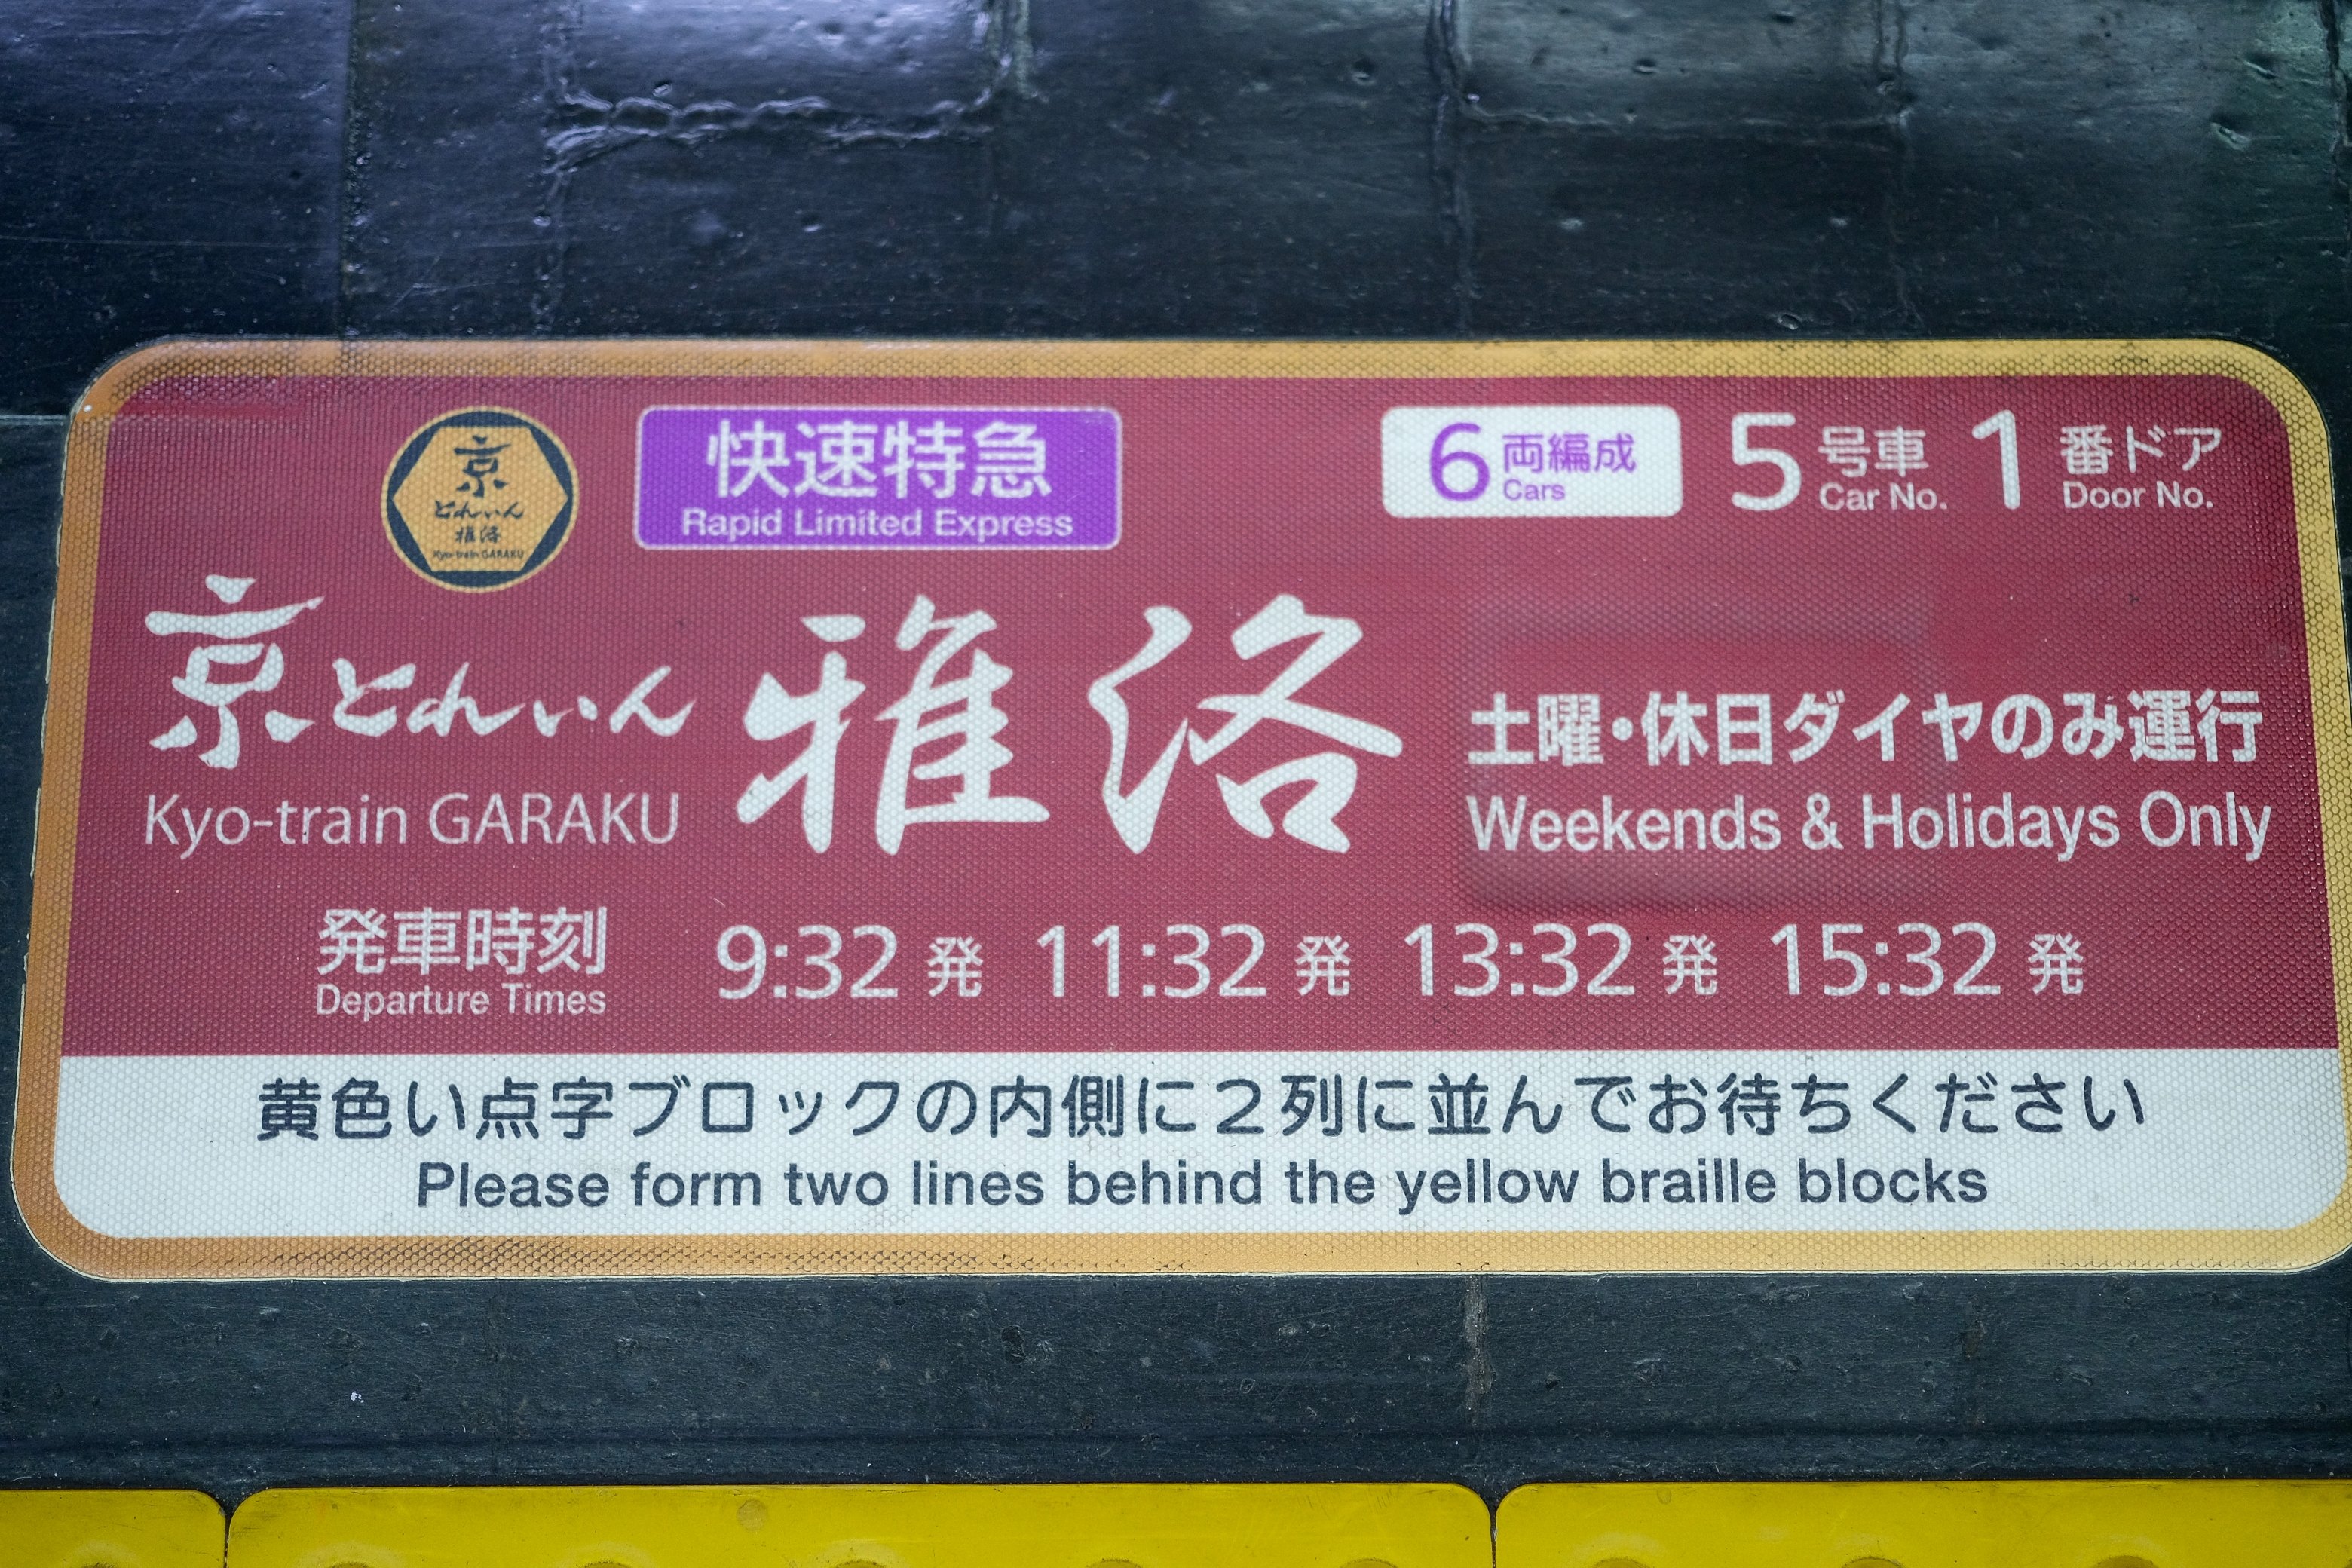 京
とれいん
雅洛
Kyo-train GARAKU
快速特急
Rapid Limited Express
6両編成
Cars
5号車
Car No.
1番ドア
Door No.
京とれいん 雅洛
Kyo-train GARAKU
土曜・休日ダイヤのみ運行
Weekends & Holidays Only
発車時刻
Departure Times
9:32発 11:32発 13:32発 15:32発
黄色い点字ブロックの内側に2列に並んでお待ちください
Please form two lines behind the yellow braille blocks